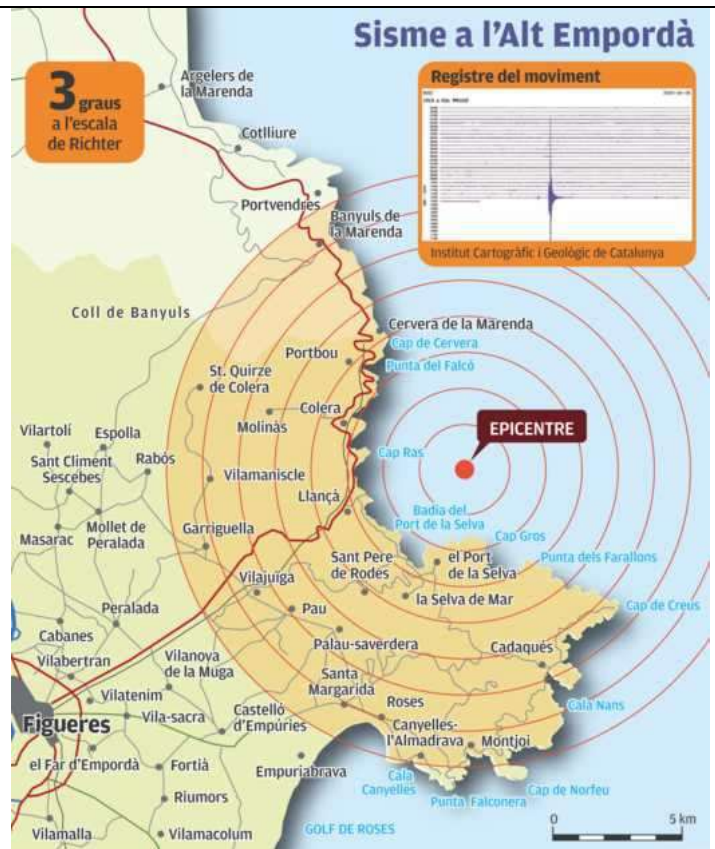 Sisme a l'Alt Empordà
3 graus
a l'escala
de Richter
Registre del moviment
Institut Cartogràfic i Geològic de Catalunya
Argelers de
la Marenda
Cotlliure
Portvendres
Banyuls de
la Marenda
Coll de Banyuls
Cervera de la Marenda
Cap de Cervera
Portbou
Punta del Falcó
St. Quirze
de Colera
Colera
Molinàs
EPICENTRE
Vilartolí
Espolla
Cap Ras
Sant Climent
Sescebes
Rabós
Vilamaniscle
Llançà
Badia del
Port de la Selva
Masarac
Mollet de
Peralada
Garriguella
Cap Gros
Sant Pere
de Rodes
el Port
de la Selva
Punta dels Farallons
Vilajuïga
la Selva de Mar
Peralada
Pau
Cap de Creus
Cabanes
Palau-saverdera
Cadaqués
Vilabertran
Vilanova
de la Muga
Santa
Margarida
Vilatenim
Roses
Cala Nans
Figueres
Vila-sacra
Castelló
d'Empúries
Canyelles-
l'Almadrava
Montjoi
el Far d'Empordà
Fortià
Empuriabrava
Cala
Canyelles
Cap de Norfeu
Riumors
Punta Falconera
Vilamalla
Vilamacolum
GOLF DE ROSES
0 5 km